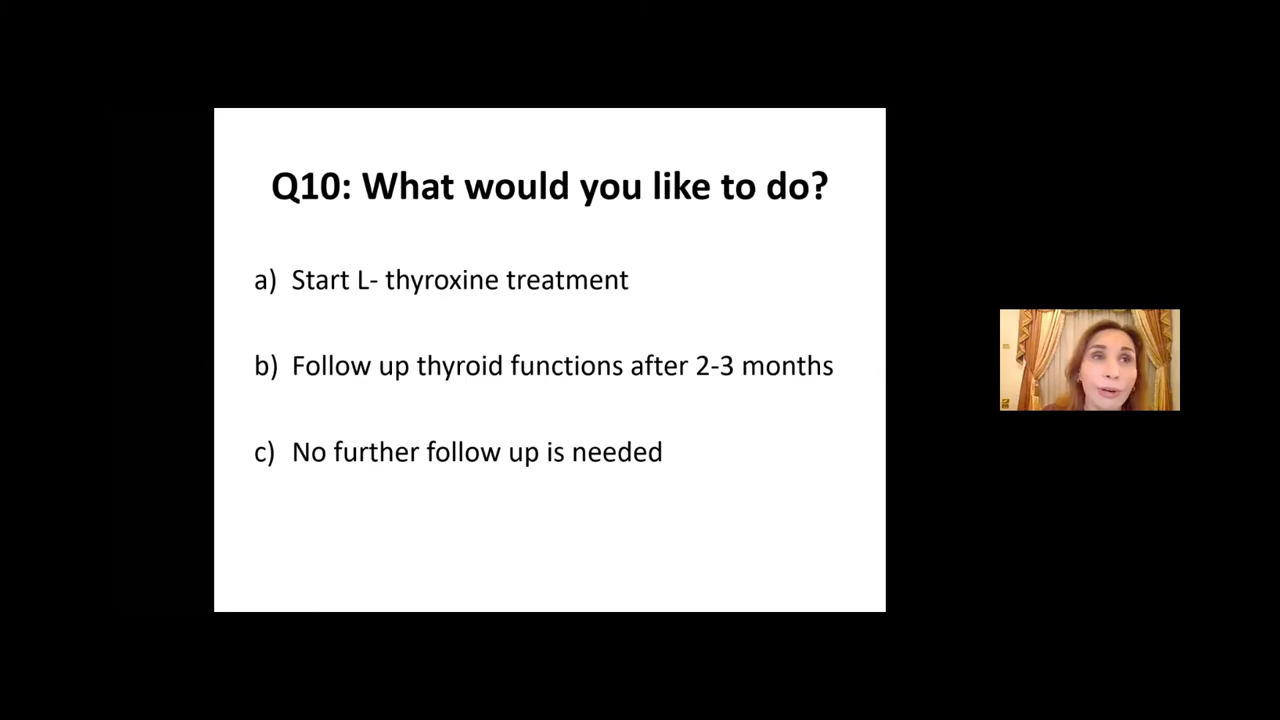 Q10: What would you like to do?
a) Start L- thyroxine treatment
b) Follow up thyroid functions after 2-3 months
c) No further follow up is needed